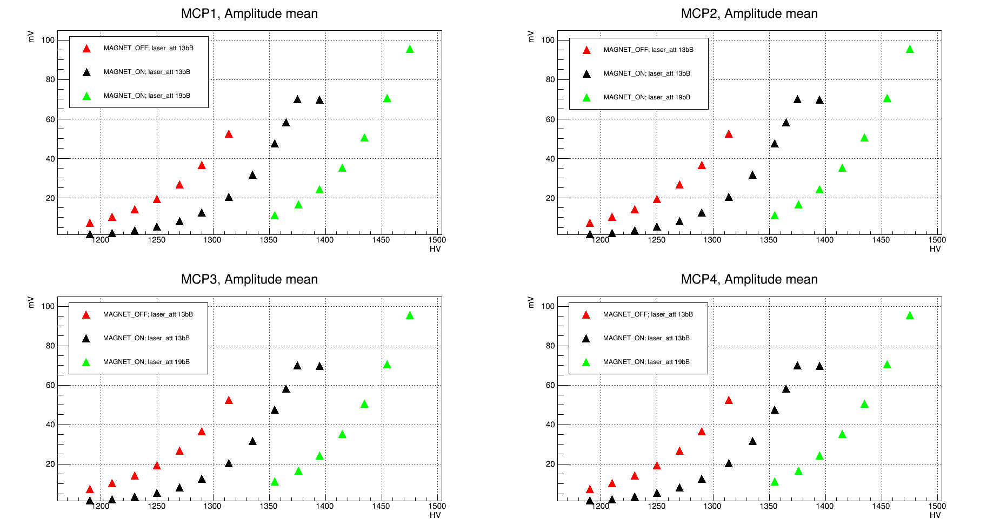 MCP1, Amplitude mean
mV
100
80
60
40
20
MAGNET_OFF; laser_att 13bB
MAGNET_ON; laser_att 13bB
MAGNET_ON; laser_att 19bB
1200 1250 1300 1350 1400 1450 1500
HV
MCP2, Amplitude mean
mV
100
80
60
40
20
MAGNET_OFF; laser_att 13bB
MAGNET_ON; laser_att 13bB
MAGNET_ON; laser_att 19bB
1200 1250 1300 1350 1400 1450 1500
HV
MCP3, Amplitude mean
mV
100
80
60
40
20
MAGNET_OFF; laser_att 13bB
MAGNET_ON; laser_att 13bB
MAGNET_ON; laser_att 19bB
1200 1250 1300 1350 1400 1450 1500
HV
MCP4, Amplitude mean
mV
100
80
60
40
20
MAGNET_OFF; laser_att 13bB
MAGNET_ON; laser_att 13bB
MAGNET_ON; laser_att 19bB
1200 1250 1300 1350 1400 1450 1500
HV